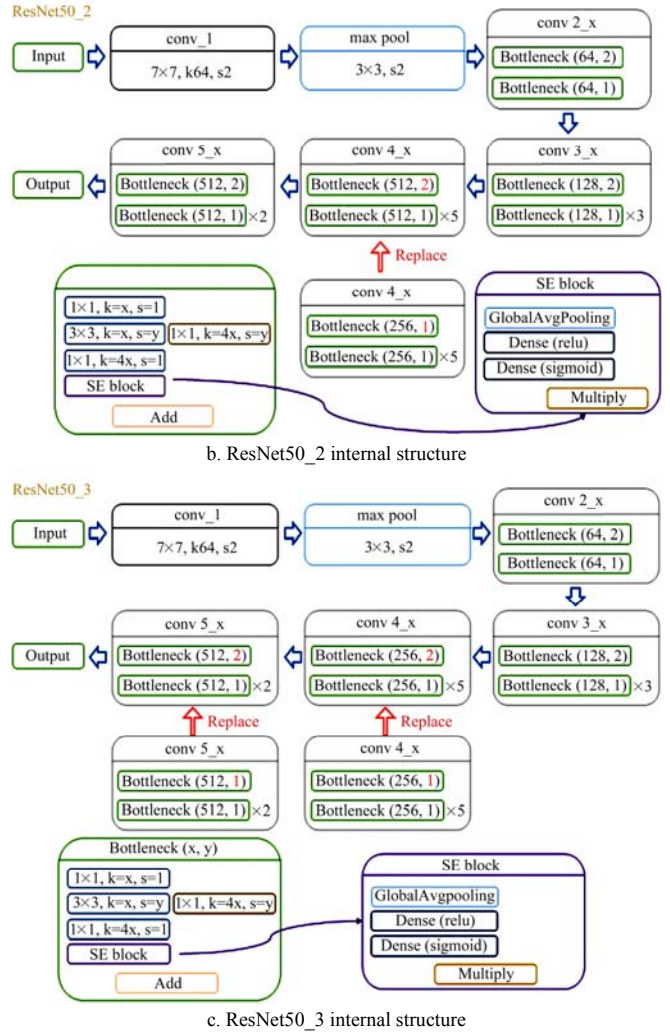 ResNet50_2
Input
conv_1
7×7, k64, s2
max pool
3×3, s2
conv 2_x
Bottleneck (64, 2)
Bottleneck (64, 1)
Output
conv 5_x
Bottleneck (512, 2)
Bottleneck (512, 1) ×2
conv 4_x
Bottleneck (512, 2)
Bottleneck (512, 1) ×5
conv 3_x
Bottleneck (128, 2)
Bottleneck (128, 1) ×3
Replace
conv 4_x
Bottleneck (256, 1)
Bottleneck (256, 1) ×5
1×1, k=x, s=1
3×3, k=x, s=y
1×1, k=4x, s=y
1×1, k=4x, s=1
SE block
Add
SE block
GlobalAvgPooling
Dense (relu)
Dense (sigmoid)
Multiply
b. ResNet50_2 internal structure
ResNet50_3
Input
conv_1
7×7, k64, s2
max pool
3×3, s2
conv 2_x
Bottleneck (64, 2)
Bottleneck (64, 1)
Output
conv 5_x
Bottleneck (512, 2)
Bottleneck (512, 1) ×2
conv 4_x
Bottleneck (256, 2)
Bottleneck (256, 1) ×5
conv 3_x
Bottleneck (128, 2)
Bottleneck (128, 1) ×3
Replace
Replace
conv 5_x
Bottleneck (512, 1)
Bottleneck (512, 1) ×2
conv 4_x
Bottleneck (256, 1)
Bottleneck (256, 1) ×5
Bottleneck (x, y)
1×1, k=x, s=1
3×3, k=x, s=y
1×1, k=4x, s=y
1×1, k=4x, s=1
SE block
Add
SE block
GlobalAvgpooling
Dense (relu)
Dense (sigmoid)
Multiply
c. ResNet50_3 internal structure